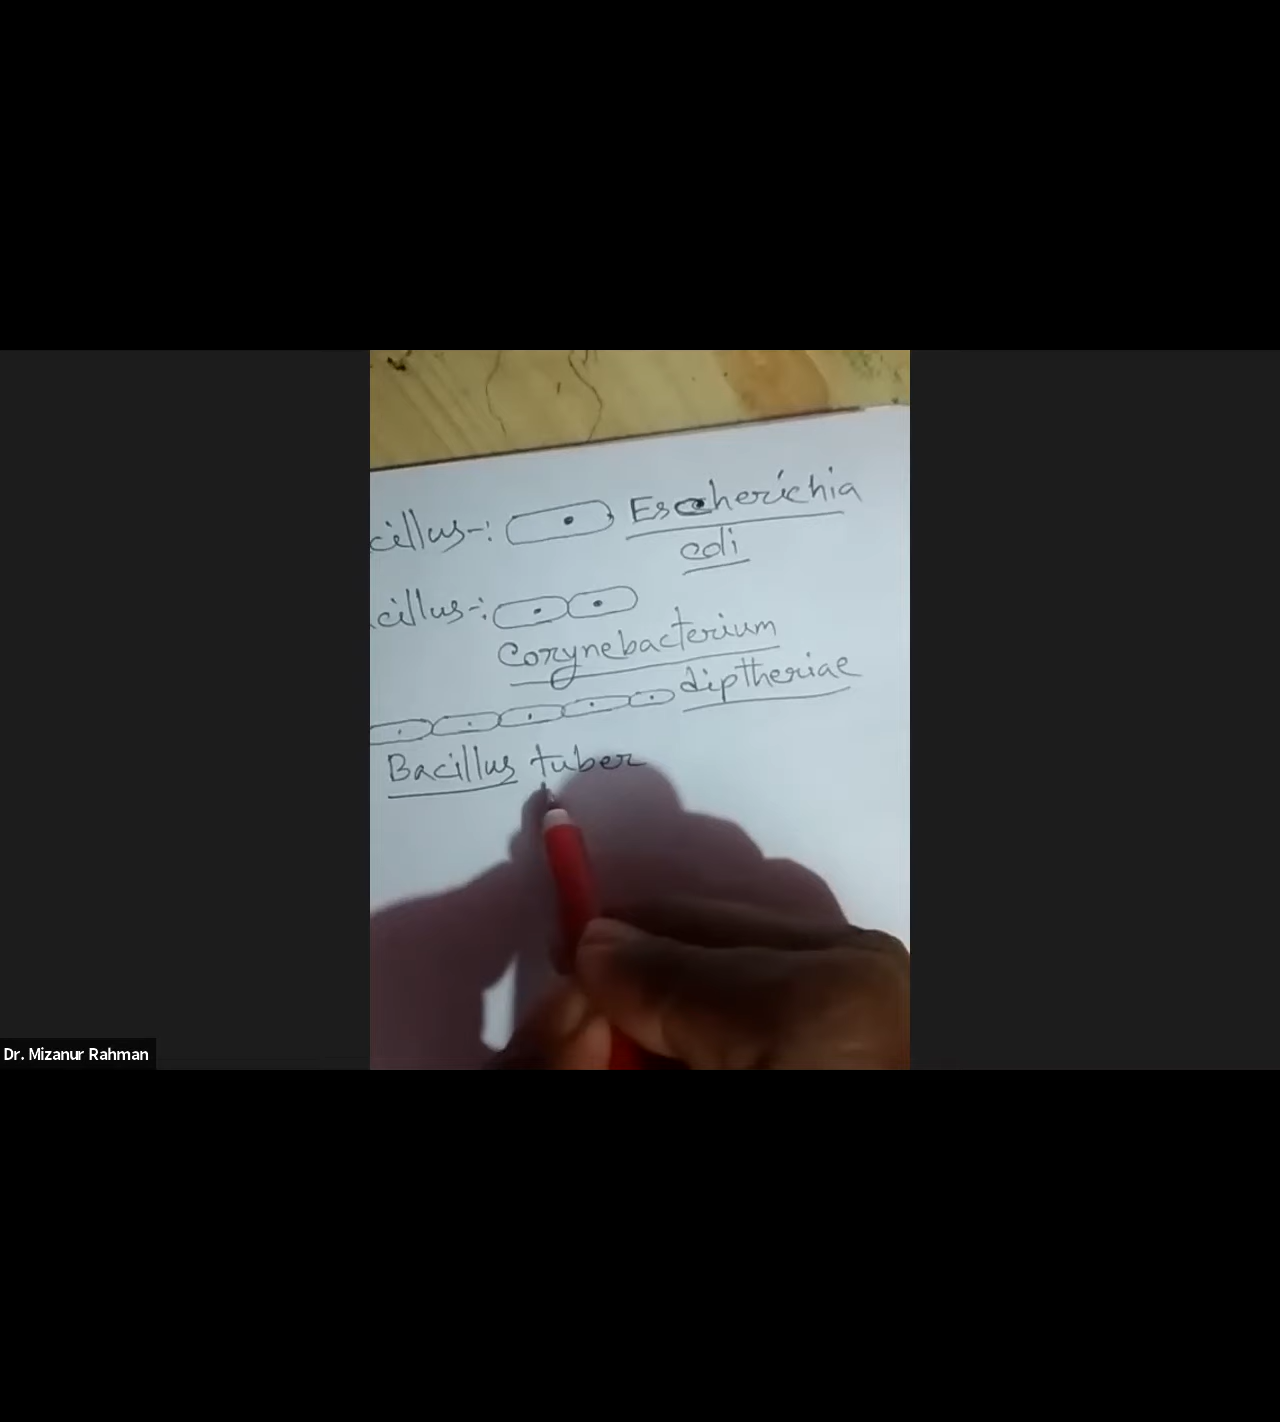 cillus-: Escherichia
coli
cillus-:
Corynebacterium
diptheriae
Bacillus tuber
Dr. Mizanur Rahman